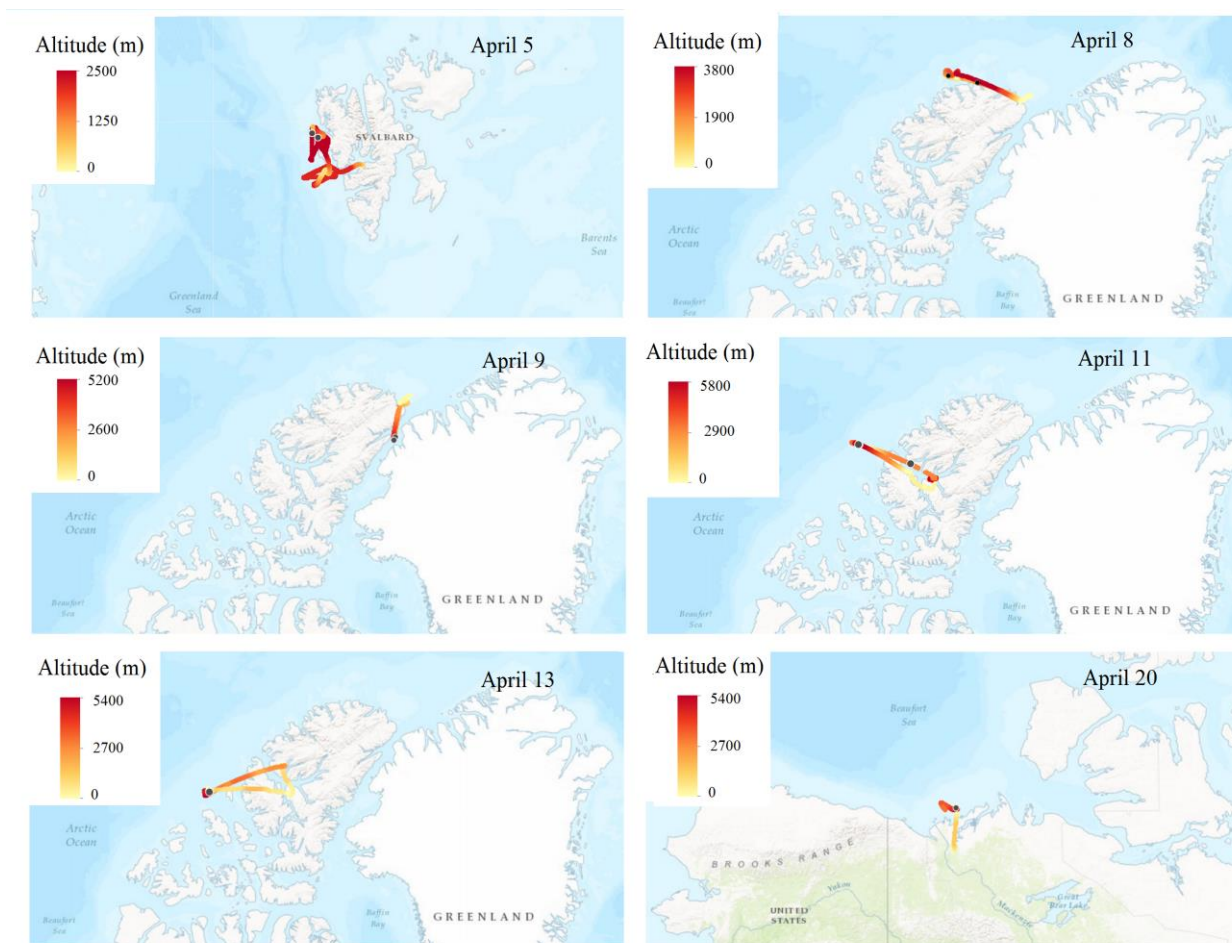 Altitude (m)
April 5
2500
1250
0
SVALBARD
Barents
Sea
Greenland
Sea
Altitude (m)
April 8
3800
1900
0
Arctic
Ocean
Beaufort
Sea
Baffin
Bay
GREENLAND
Altitude (m)
April 9
5200
2600
0
Arctic
Ocean
Beaufort
Sea
Baffin
Bay
GREENLAND
Altitude (m)
April 11
5800
2900
0
Arctic
Ocean
Beaufort
Sea
Baffin
Bay
GREENLAND
Altitude (m)
April 13
5400
2700
0
Arctic
Ocean
Beaufort
Sea
Baffin
Bay
GREENLAND
Altitude (m)
April 20
5400
2700
0
Beaufort
Sea
BROOKS RANGE
Yukon
UNITED
STATES
Mackenzie
Great
Bear Lake